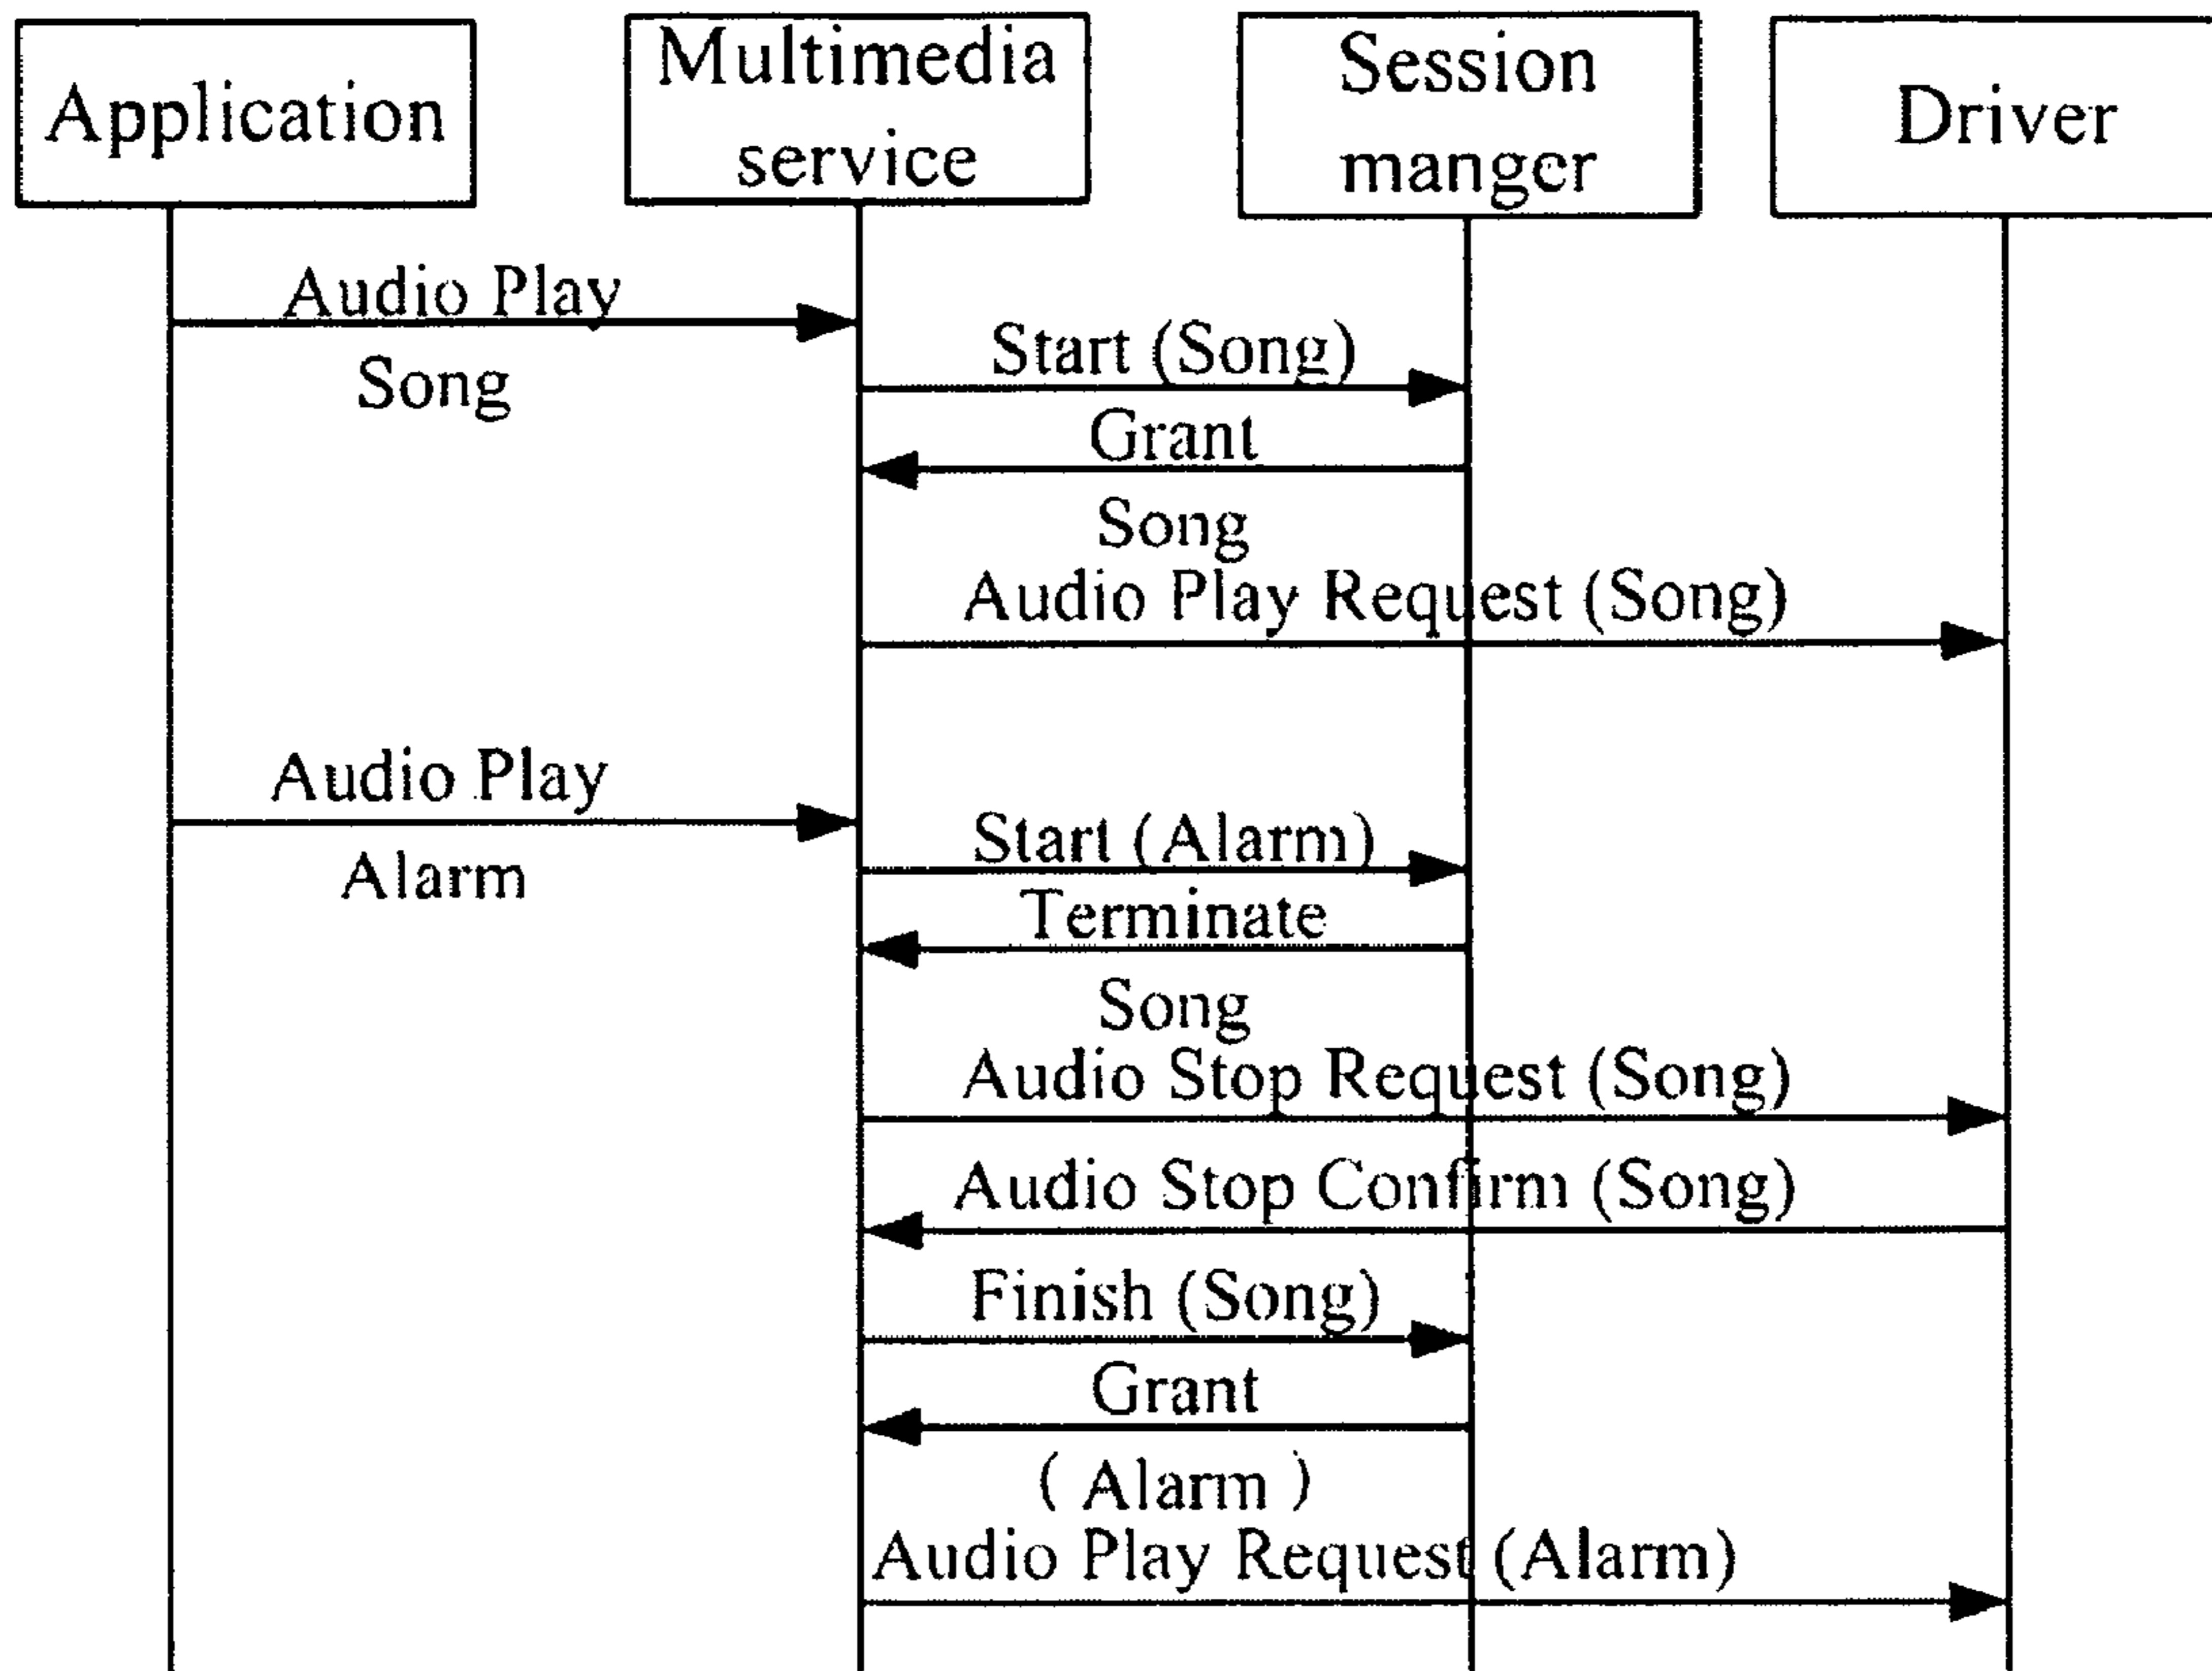 Application
Multimedia
service
Session
manger
Driver
Audio Play
Song
Start (Song)
Grant
Song
Audio Play Request (Song)
Audio Play
Alarm
Start (Alarm)
Terminate
Song
Audio Stop Request (Song)
Audio Stop Confirm (Song)
Finish (Song)
Grant
( Alarm )
Audio Play Request (Alarm)